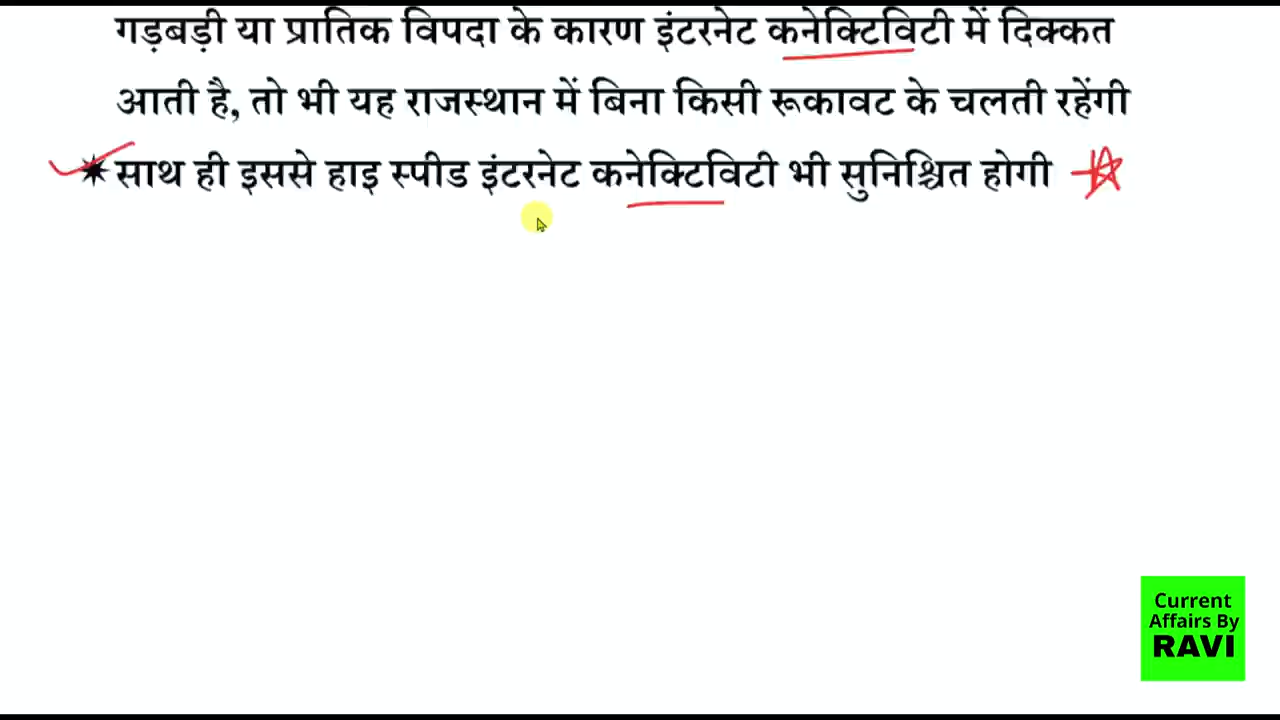 गड़बड़ी या प्रातिक विपदा के कारण इंटरनेट कनेक्टिविटी में दिक्कत
आती है, तो भी यह राजस्थान में बिना किसी रूकावट के चलती रहेंगी
साथ ही इससे हाइ स्पीड इंटरनेट कनेक्टिविटी भी सुनिश्चित होगी
Current
Affairs By
RAVI